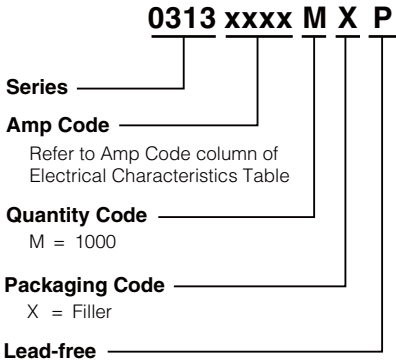 0313 xxxx M X P
Series
Amp Code
Refer to Amp Code column of
Electrical Characteristics Table
Quantity Code
M = 1000
Packaging Code
X = Filler
Lead-free